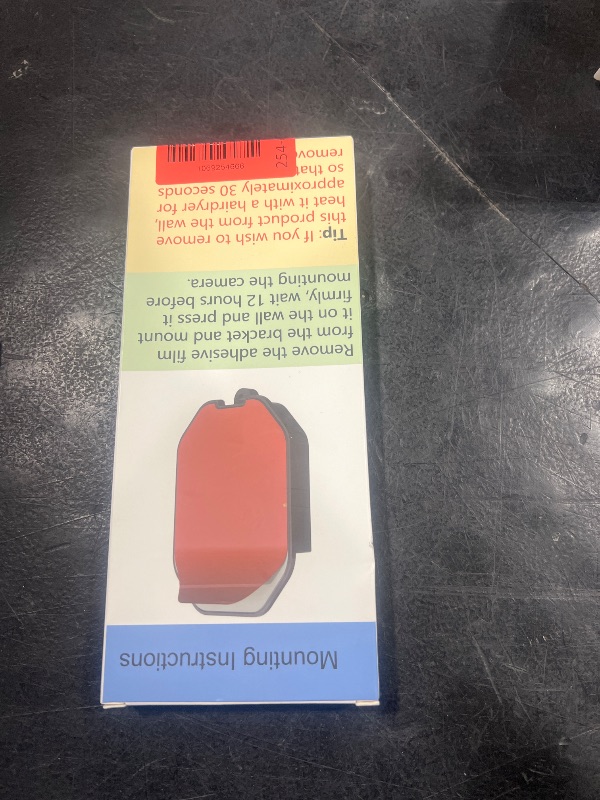 Mounting Instructions
Remove the adhesive film
from the bracket and mount
it on the wall and press it
firmly, wait 12 hours before
mounting the camera.
Tip: If you wish to remove
this product from the wall,
heat it with a hairdryer for
approximately 30 seconds
so that
254-